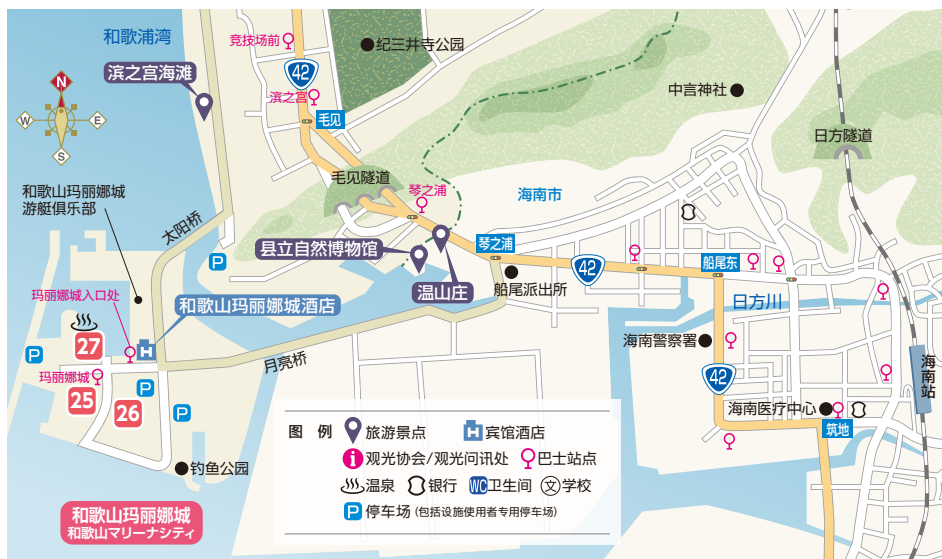 和歌浦湾
竞技场前
纪三井寺公园
42
滨之宫海滩
滨之宫
中言神社
N
W
E
S
毛见
日方隧道
毛见隧道
和歌山玛丽娜城
游艇俱乐部
琴之浦
海南市
太阳桥
县立自然博物馆
琴之浦
P
42
船尾东
船尾派出所
温山庄
玛丽娜城入口处
和歌山玛丽娜城酒店
日方川
27
H
P
海南警察署
月亮桥
海南站
玛丽娜城
25
26
P
P
42
海南医疗中心
筑地
钓鱼公园
图 例
旅游景点
H
宾馆酒店
i
观光协会/观光问讯处
巴士站点
温泉
银行
WC
卫生间
文
学校
P
停车场 (包括设施使用者专用停车场)
和歌山玛丽娜城
和歌山マリーナシティ